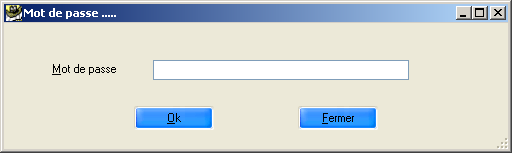 Mot de passe .....
Mot de passe
Ok
Fermer